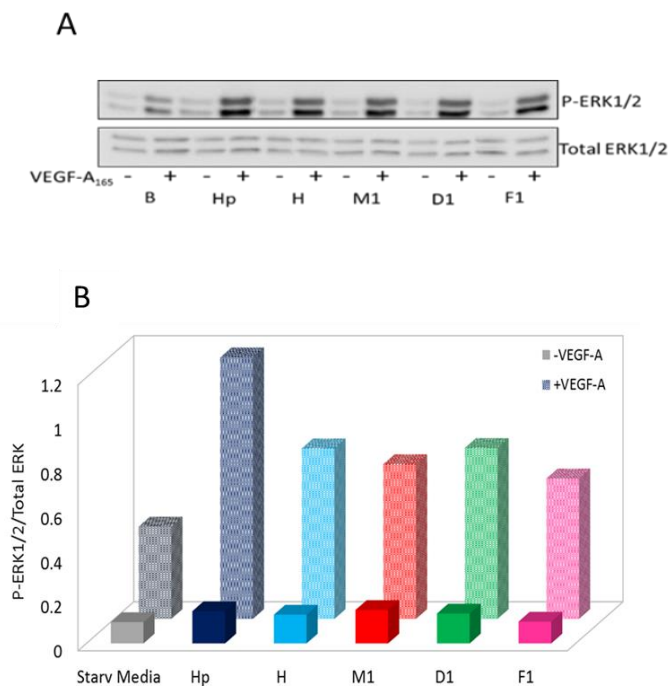 A
P-ERK1/2
Total ERK1/2
VEGF-A165 - + - + - + - + - + - +
B Hp H M1 D1 F1
B
-VEGF-A
+VEGF-A
P-ERK1/2/Total ERK
1.2
1
0.8
0.6
0.4
0.2
0
Starv Media Hp H M1 D1 F1